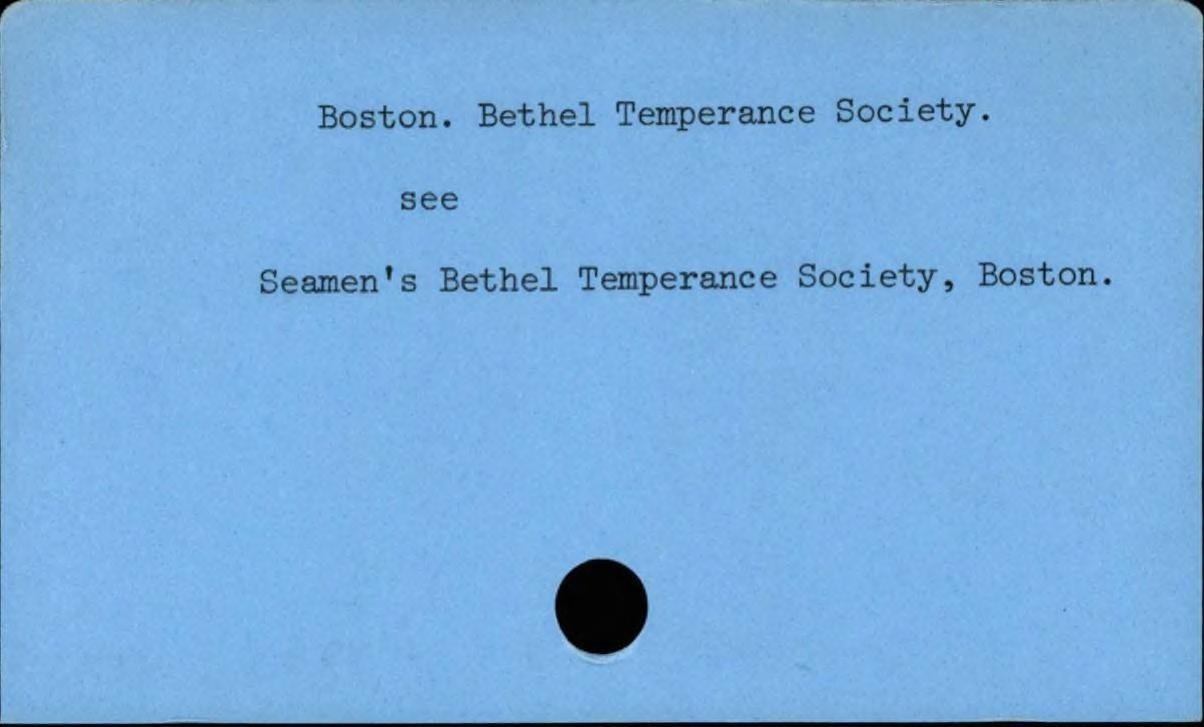 Boston. Bethel Temperance Society.
see
Seamen's Bethel Temperance Society, Boston.